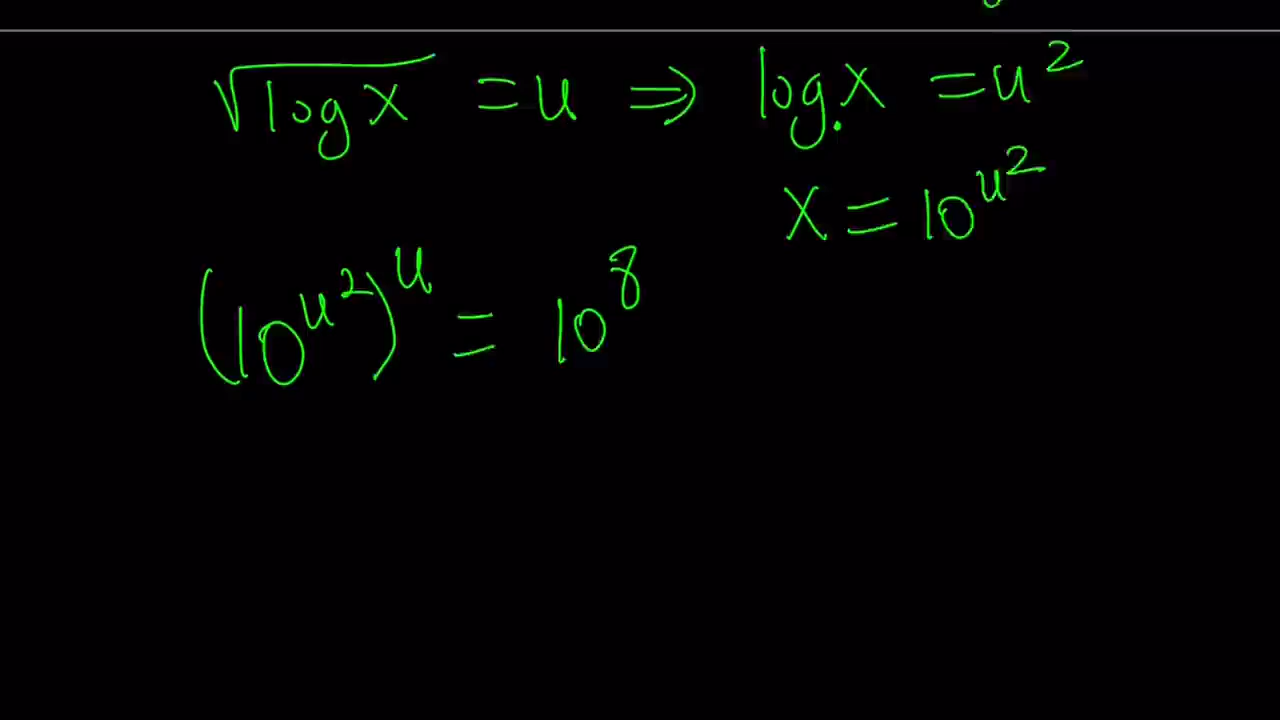 √log x = u ⇒ log x = u²
x = 10^u²
(10^u²)^u = 10^8